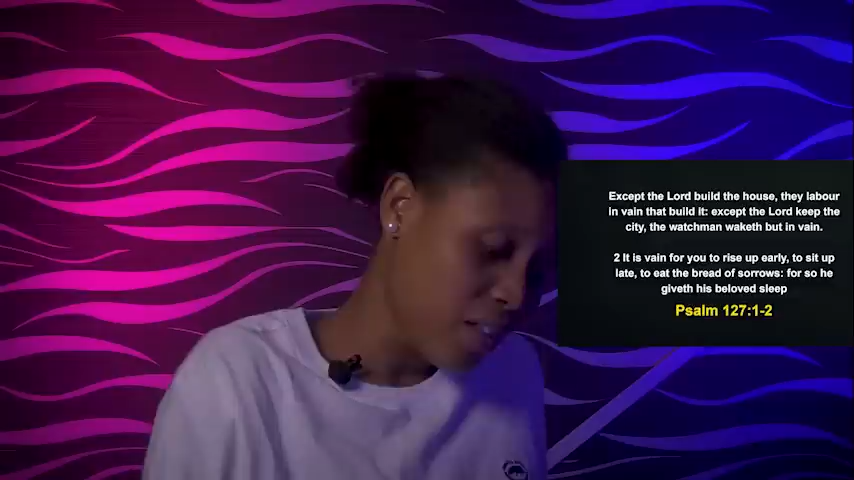 Except the Lord build the house, they labour
in vain that build it: except the Lord keep the
city, the watchman waketh but in vain.
2 It is vain for you to rise up early, to sit up
late, to eat the bread of sorrows: for so he
giveth his beloved sleep
Psalm 127:1-2